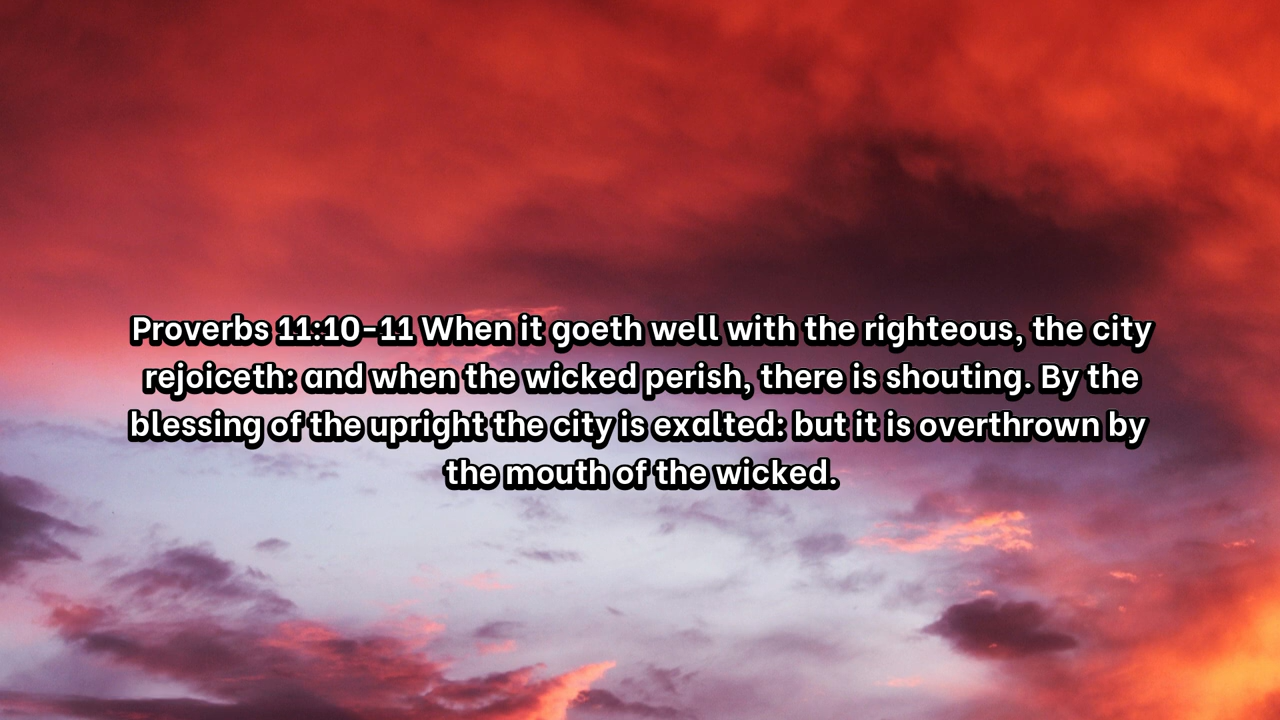 Proverbs 11:10-11 When it goeth well with the righteous, the city
rejoiceth: and when the wicked perish, there is shouting. By the
blessing of the upright the city is exalted: but it is overthrown by
the mouth of the wicked.